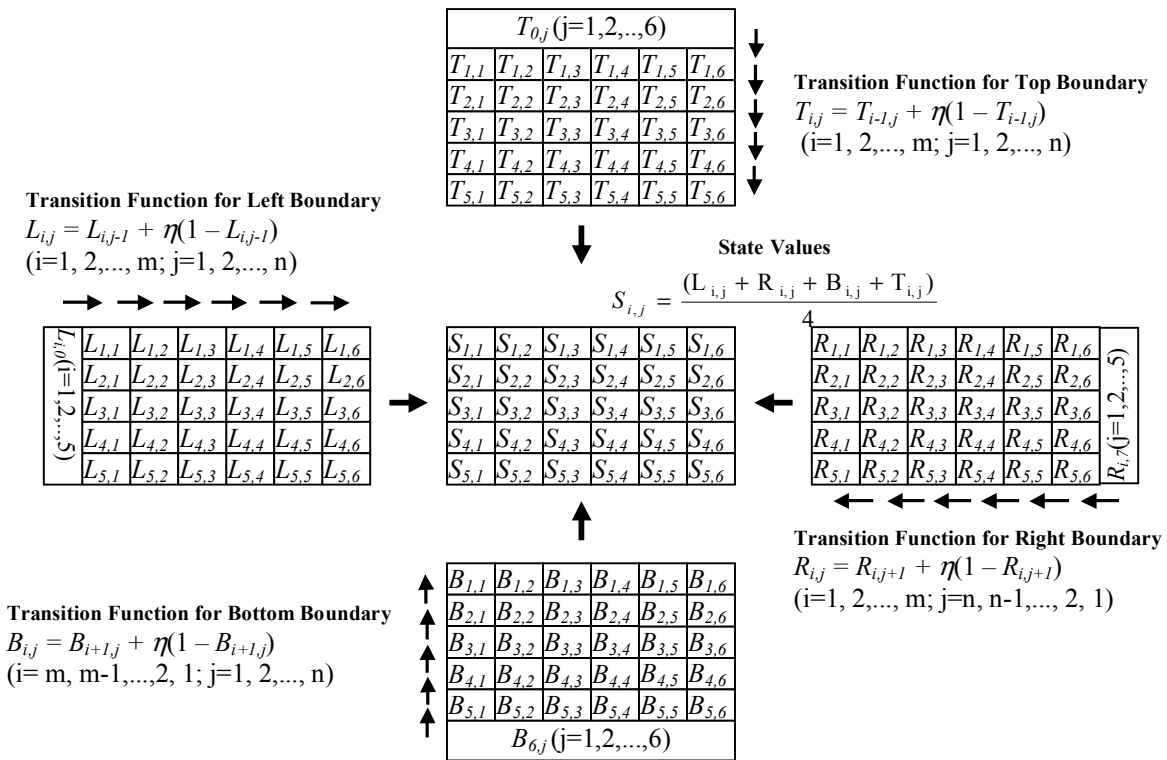 T0,j (j=1,2,..,6)
T1,1 T1,2 T1,3 T1,4 T1,5 T1,6
T2,1 T2,2 T2,3 T2,4 T2,5 T2,6
T3,1 T3,2 T3,3 T3,4 T3,5 T3,6
T4,1 T4,2 T4,3 T4,4 T4,5 T4,6
T5,1 T5,2 T5,3 T5,4 T5,5 T5,6
Transition Function for Top Boundary
Ti,j = Ti-1,j + η(1 – Ti-1,j)
(i=1, 2,..., m; j=1, 2,..., n)
Transition Function for Left Boundary
Li,j = Li,j-1 + η(1 – Li,j-1)
(i=1, 2,..., m; j=1, 2,..., n)
State Values
Si,j = (Li,j + Ri,j + Bi,j + Ti,j)
4
Li,0(i=1,2,..,5)
L1,1 L1,2 L1,3 L1,4 L1,5 L1,6
L2,1 L2,2 L2,3 L2,4 L2,5 L2,6
L3,1 L3,2 L3,3 L3,4 L3,5 L3,6
L4,1 L4,2 L4,3 L4,4 L4,5 L4,6
L5,1 L5,2 L5,3 L5,4 L5,5 L5,6
S1,1 S1,2 S1,3 S1,4 S1,5 S1,6
S2,1 S2,2 S2,3 S2,4 S2,5 S2,6
S3,1 S3,2 S3,3 S3,4 S3,5 S3,6
S4,1 S4,2 S4,3 S4,4 S4,5 S4,6
S5,1 S5,2 S5,3 S5,4 S5,5 S5,6
R1,1 R1,2 R1,3 R1,4 R1,5 R1,6
R2,1 R2,2 R2,3 R2,4 R2,5 R2,6
R3,1 R3,2 R3,3 R3,4 R3,5 R3,6
R4,1 R4,2 R4,3 R4,4 R4,5 R4,6
R5,1 R5,2 R5,3 R5,4 R5,5 R5,6
Ri,7(j=1,2,..,5)
Transition Function for Right Boundary
Ri,j = Ri,j+1 + η(1 – Ri,j+1)
(i=1, 2,..., m; j=n, n-1,..., 2, 1)
Transition Function for Bottom Boundary
Bi,j = Bi+1,j + η(1 – Bi+1,j)
(i= m, m-1,...,2, 1; j=1, 2,..., n)
B1,1 B1,2 B1,3 B1,4 B1,5 B1,6
B2,1 B2,2 B2,3 B2,4 B2,5 B2,6
B3,1 B3,2 B3,3 B3,4 B3,5 B3,6
B4,1 B4,2 B4,3 B4,4 B4,5 B4,6
B5,1 B5,2 B5,3 B5,4 B5,5 B5,6
B6,j (j=1,2,...,6)